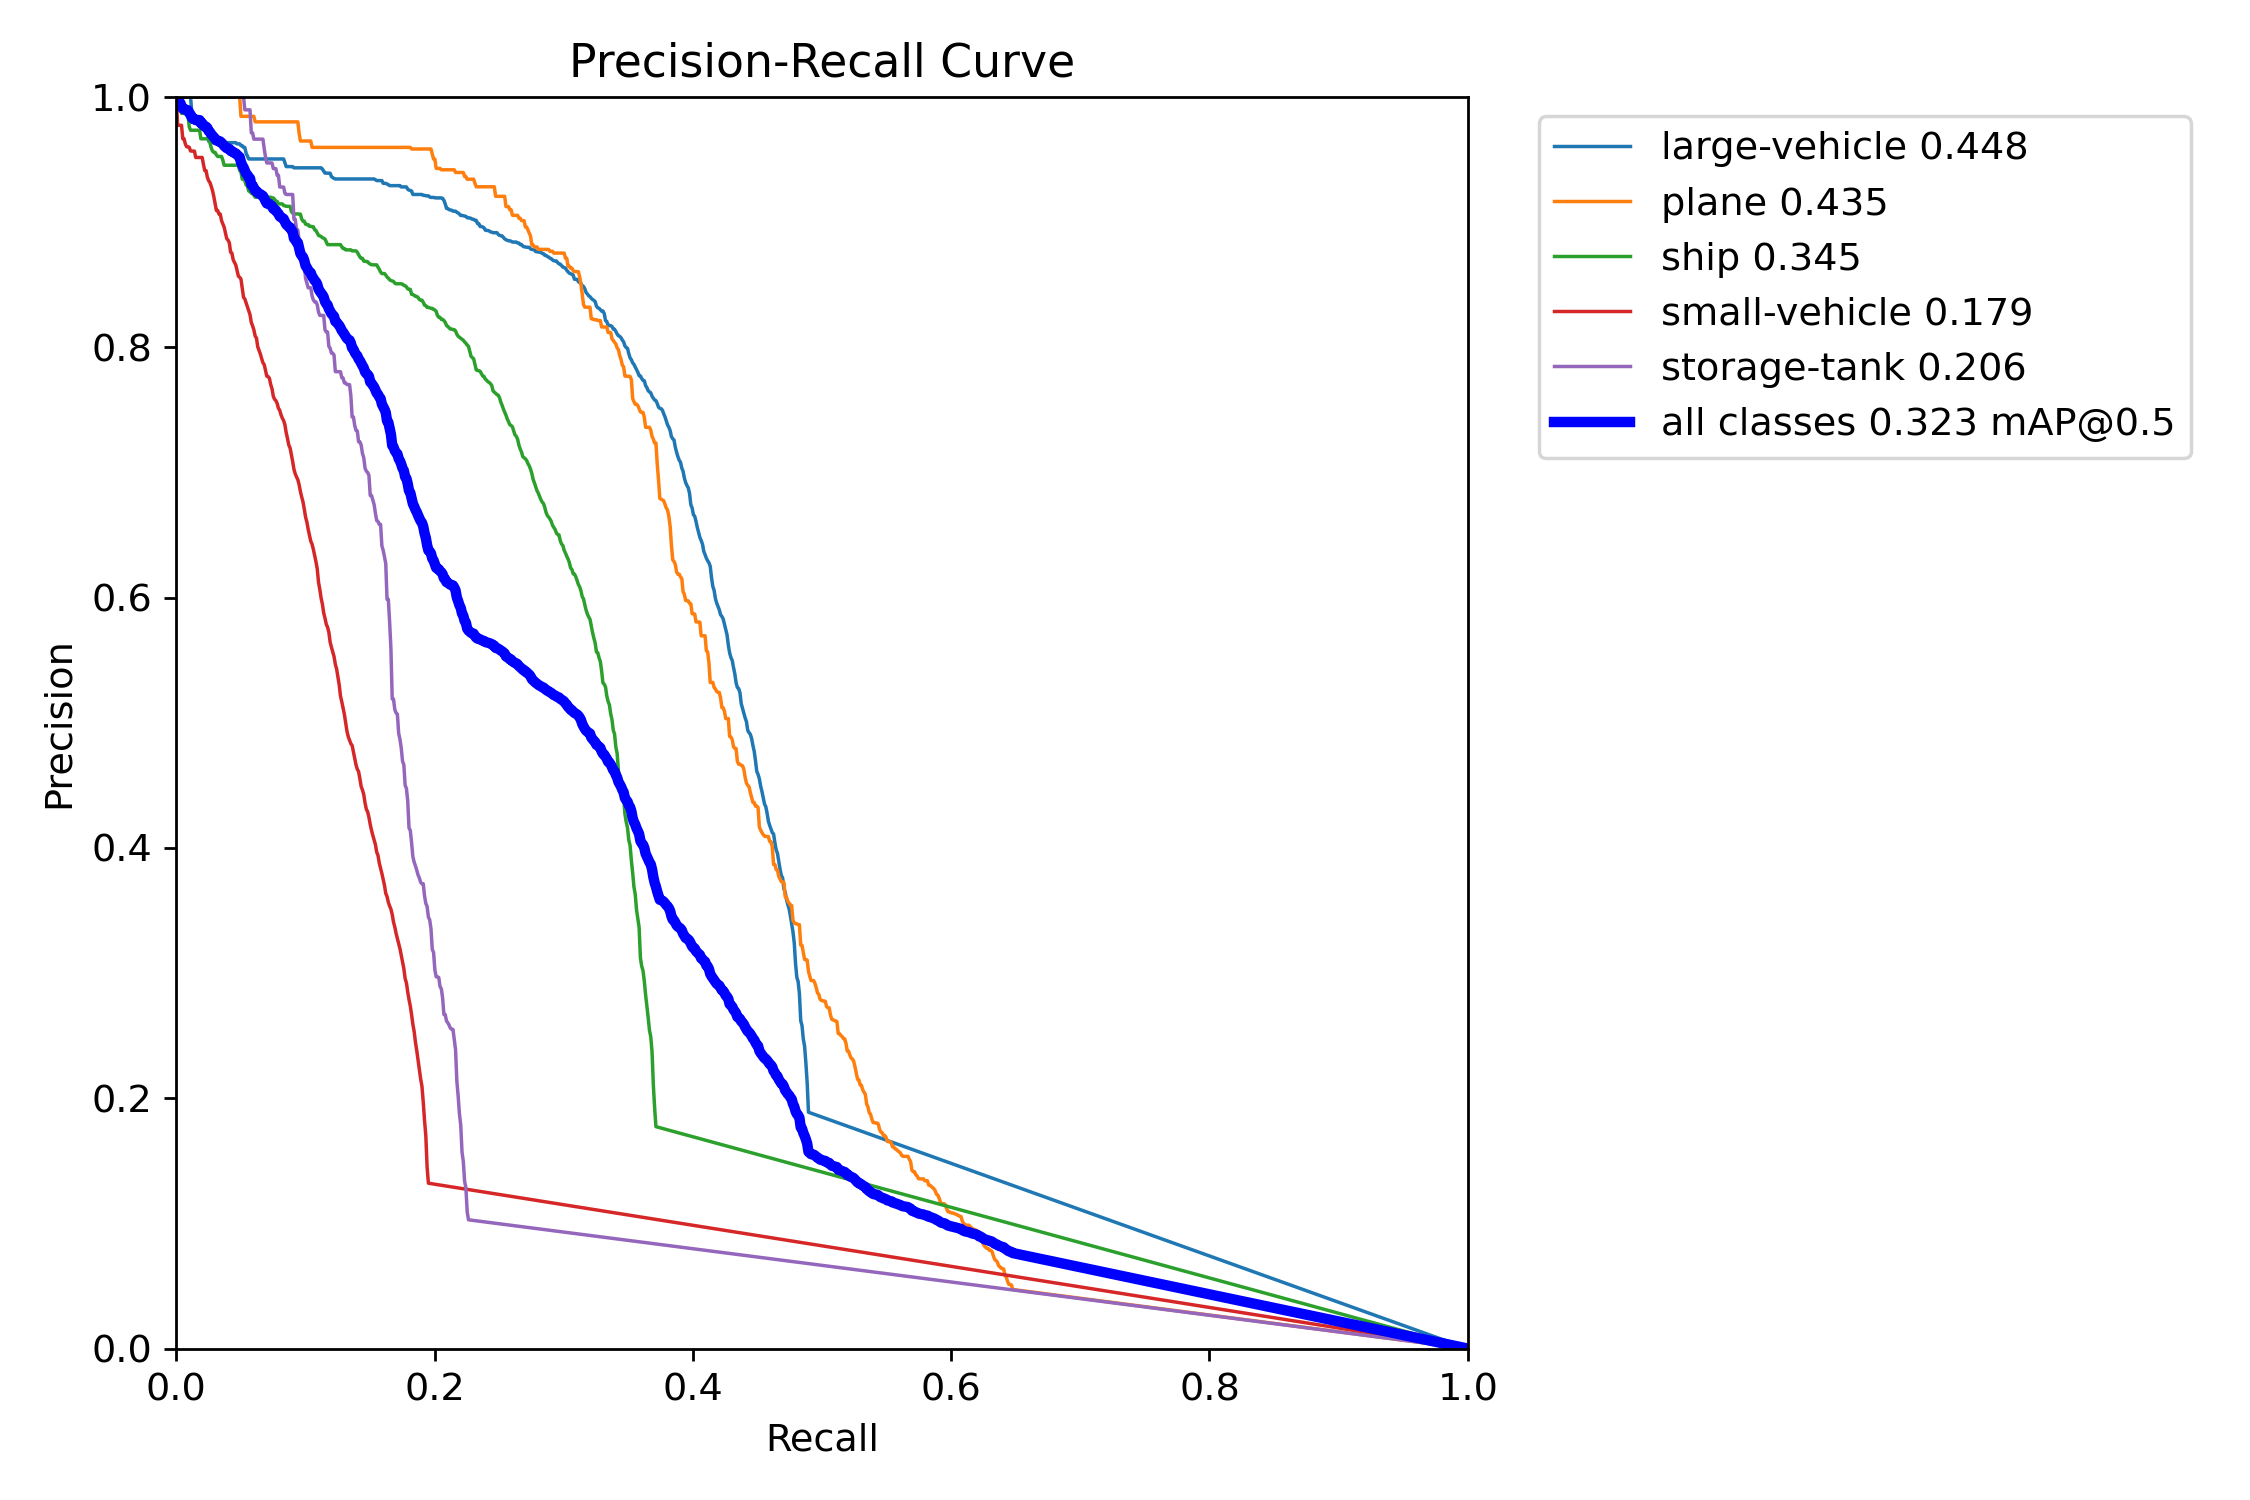 Precision-Recall Curve
1.0
0.8
0.6
0.4
0.2
0.0
Precision
0.0 0.2 0.4 0.6 0.8 1.0
Recall
large-vehicle 0.448
plane 0.435
ship 0.345
small-vehicle 0.179
storage-tank 0.206
all classes 0.323 mAP@0.5